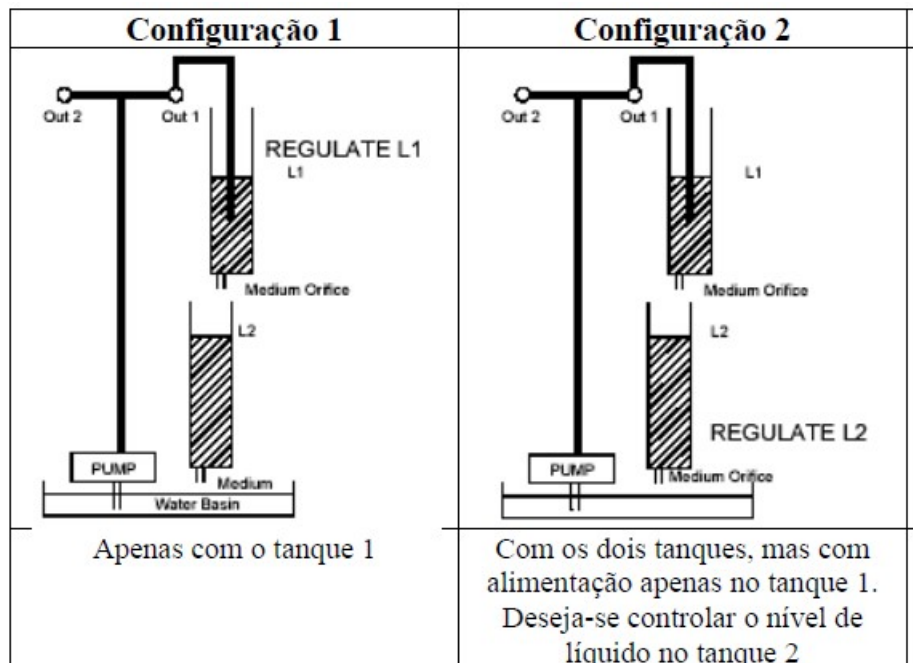 Configuração 1
Out 2
Out 1
REGULATE L1
L1
Medium Orifice
L2
PUMP
Medium
Water Basin
Apenas com o tanque 1
Configuração 2
Out 2
Out 1
L1
Medium Orifice
L2
REGULATE L2
PUMP
Medium Orifice
Com os dois tanques, mas com
alimentação apenas no tanque 1.
Deseja-se controlar o nível de
líquido no tanque 2